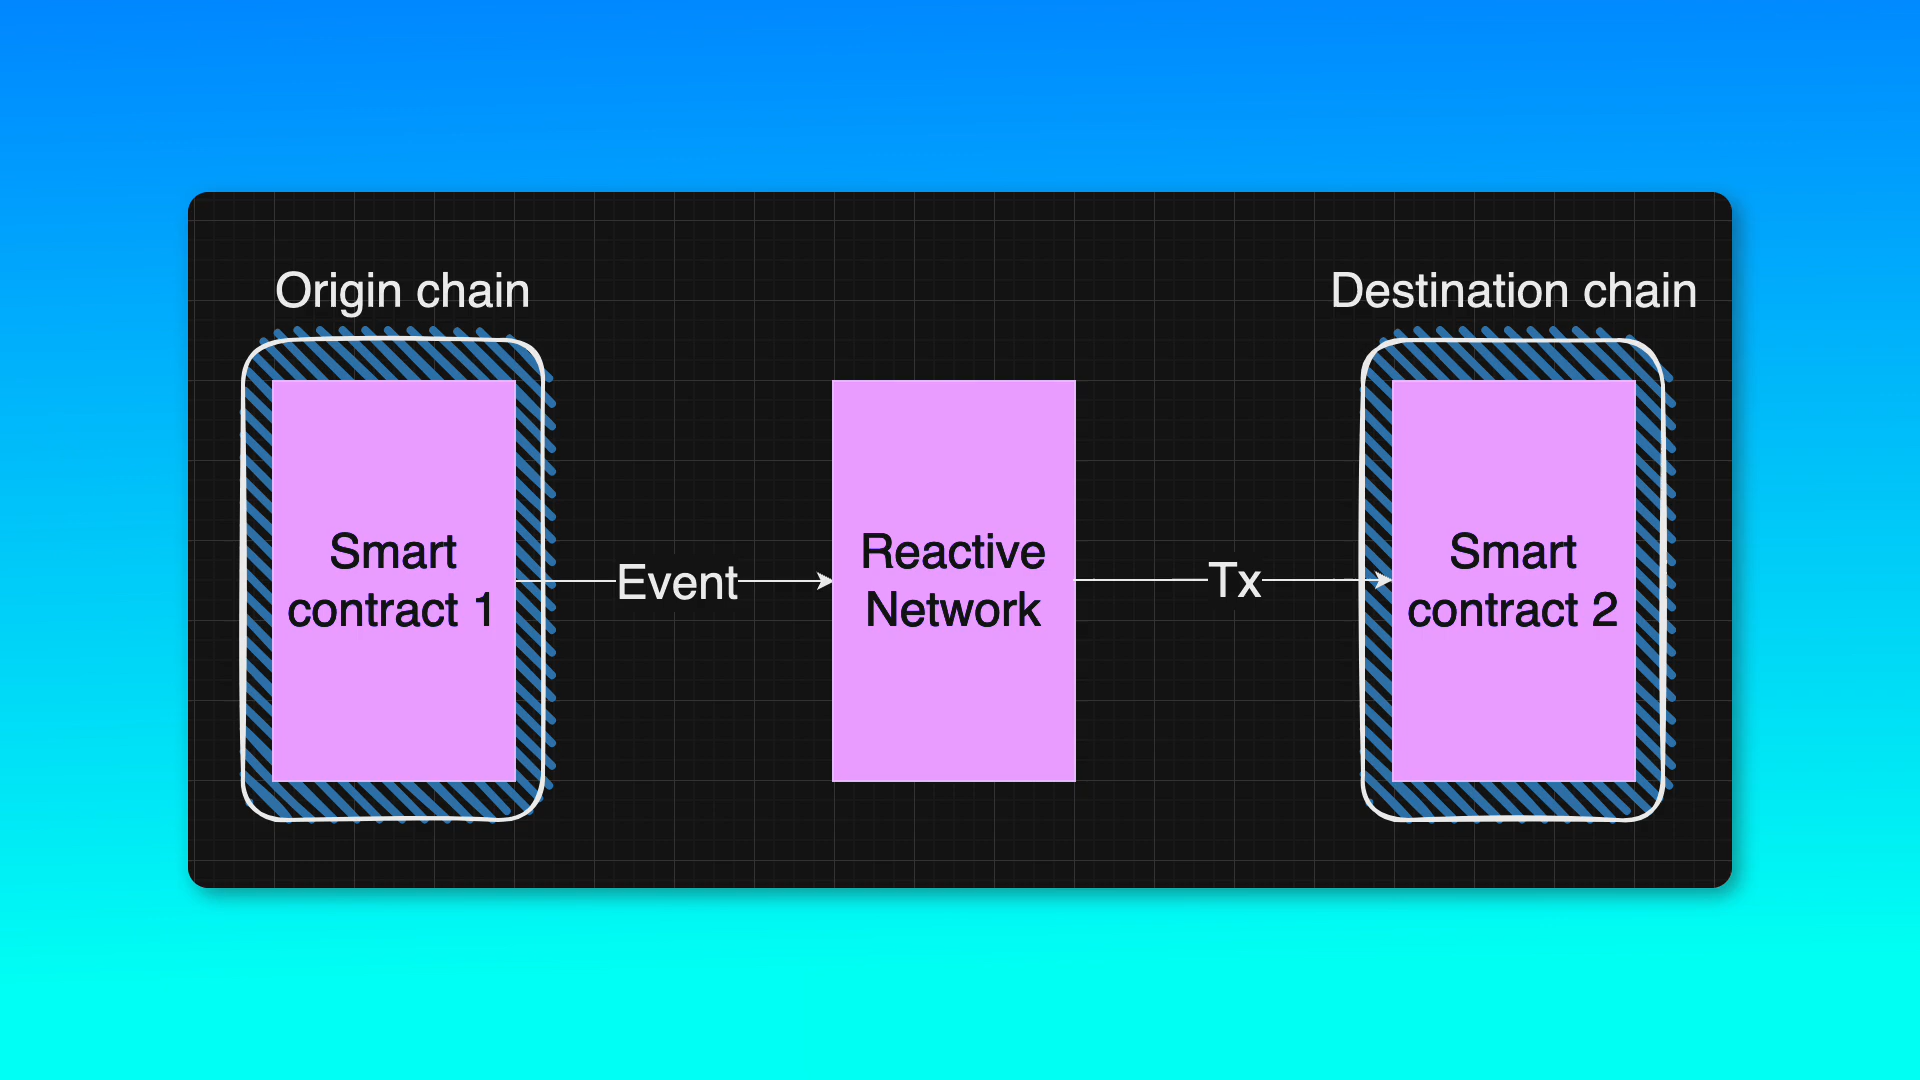 Origin chain
Destination chain
Smart
contract 1
Event
Reactive
Network
Tx
Smart
contract 2